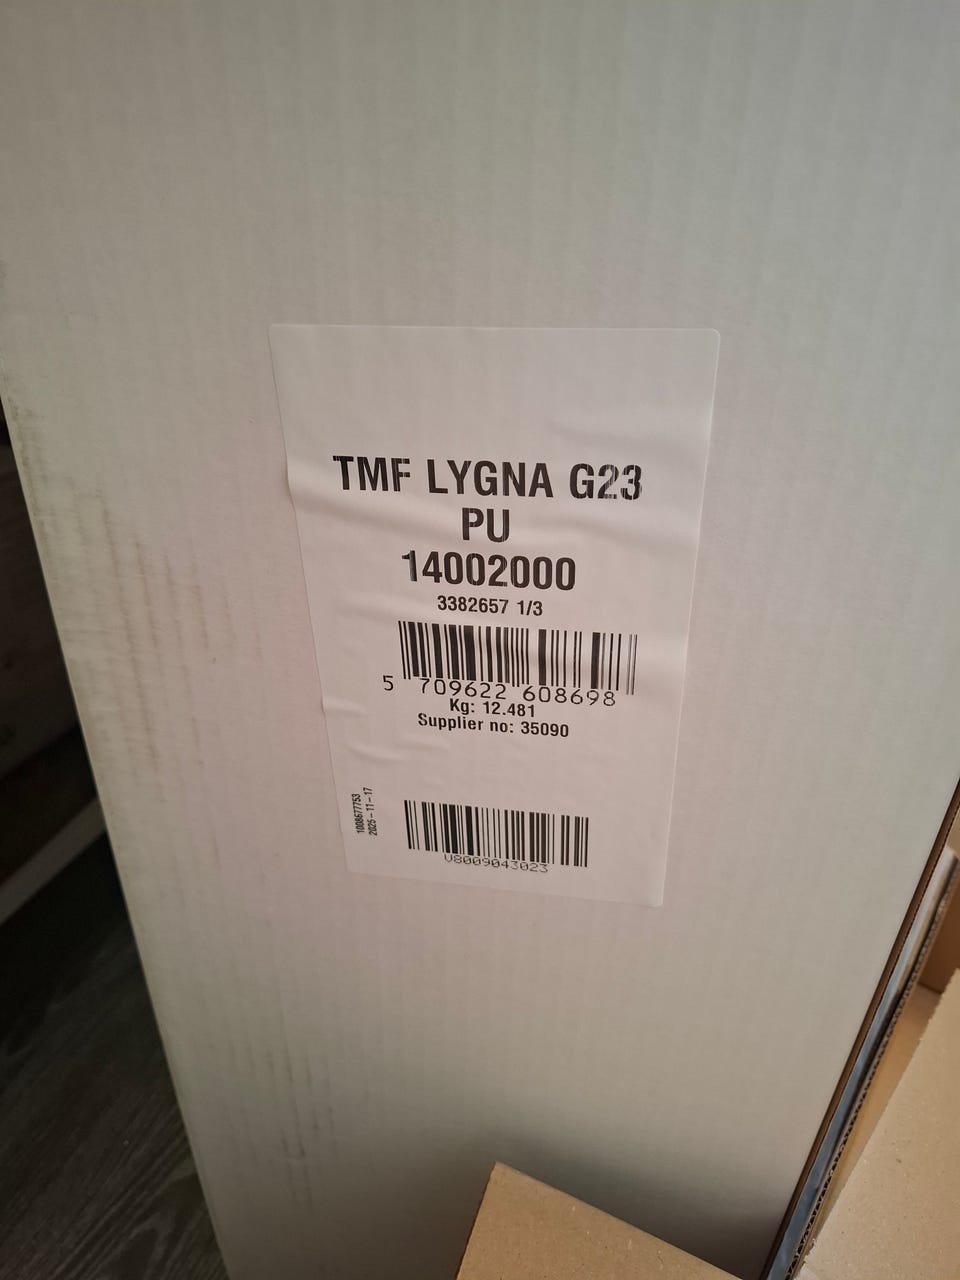 TMF LYGNA G23
PU
14002000
3382657 1/3
5 709622 608698
Kg: 12.481
Supplier no: 35090
1008677753
2025-11-17
V8009043023